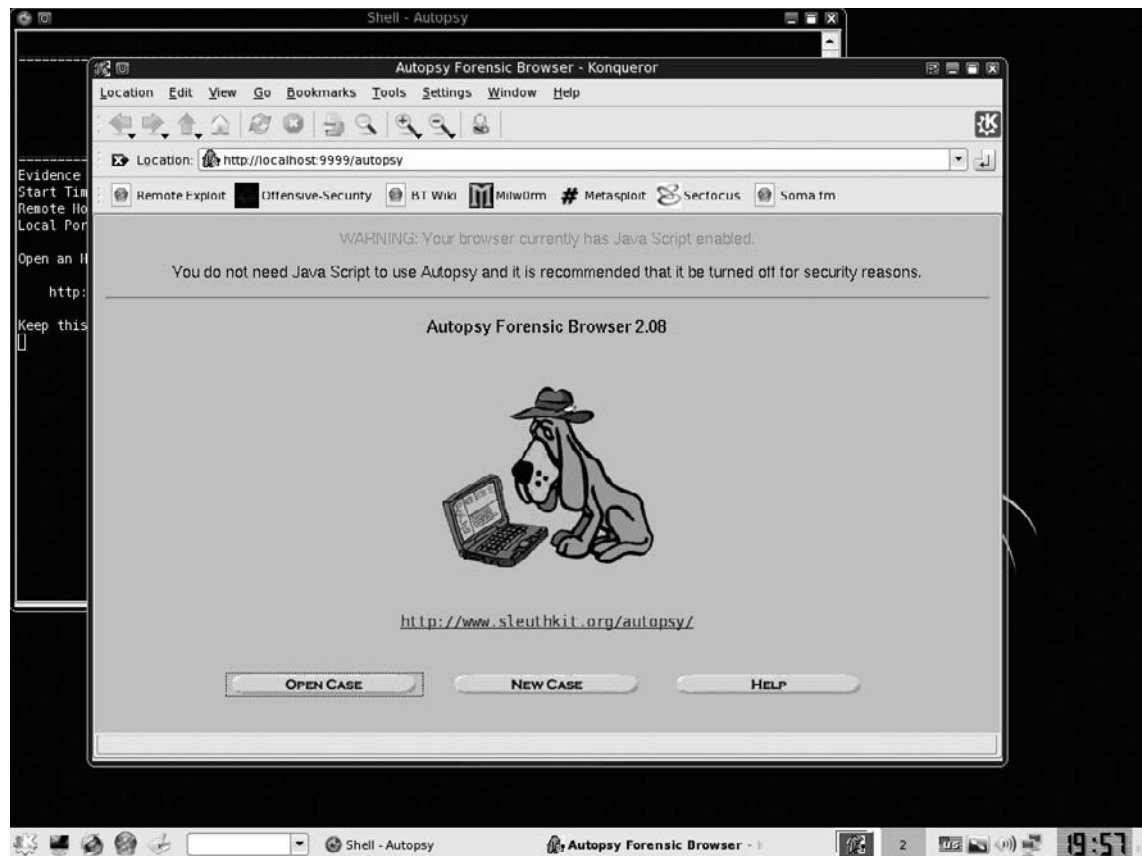 Shell - Autopsy
Autopsy Forensic Browser - Konqueror
Location Edit View Go Bookmarks Tools Settings Window Help
Location: http://localhost:9999/autopsy
Remote Exploit Offensive-Security BT Wiki Milw0rm # Metasploit Secfocus Soma fm
Evidence
Start Tim
Remote Ho
Local Por
Open an H
http:
Keep this
WARNING: Your browser currently has Java Script enabled.
You do not need Java Script to use Autopsy and it is recommended that it be turned off for security reasons.
Autopsy Forensic Browser 2.08
http://www.sleuthkit.org/autopsy/
OPEN CASE NEW CASE HELP
Shell - Autopsy Autopsy Forensic Browser - 2 us 19:57